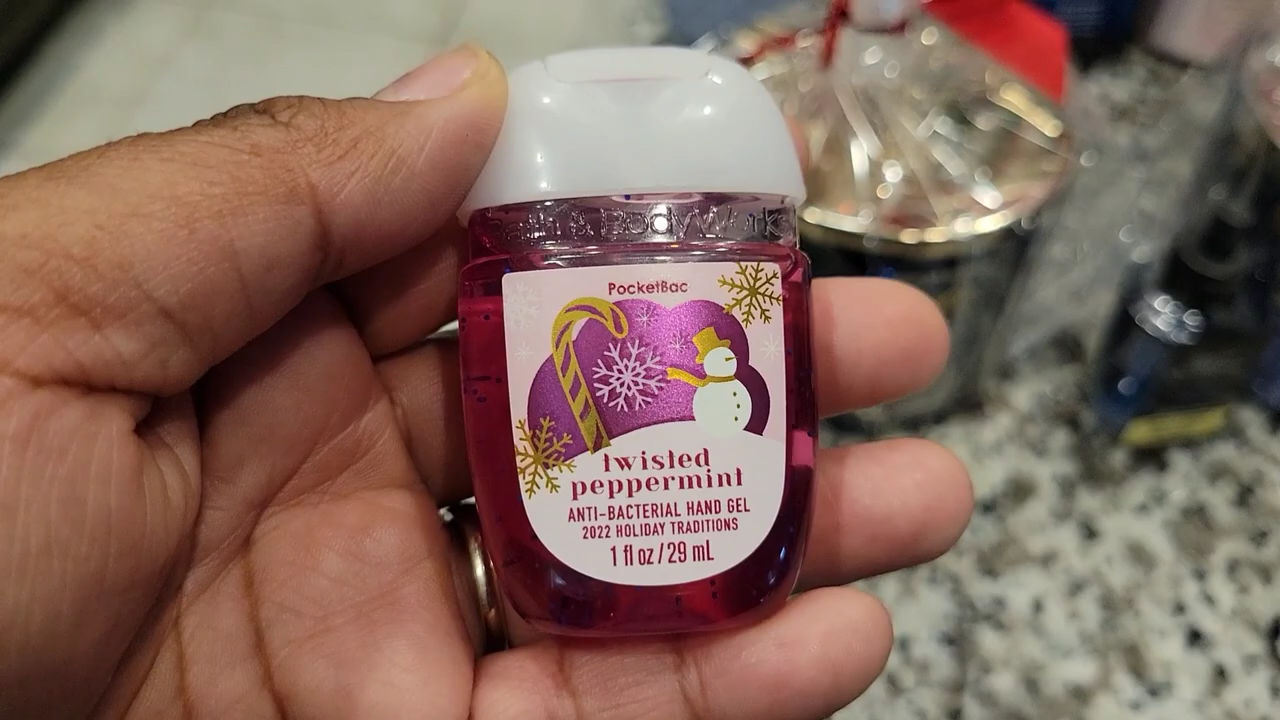 Bath & Body Works
PocketBac
twisted
peppermint
ANTI-BACTERIAL HAND GEL
2022 HOLIDAY TRADITIONS
1 fl oz / 29 mL